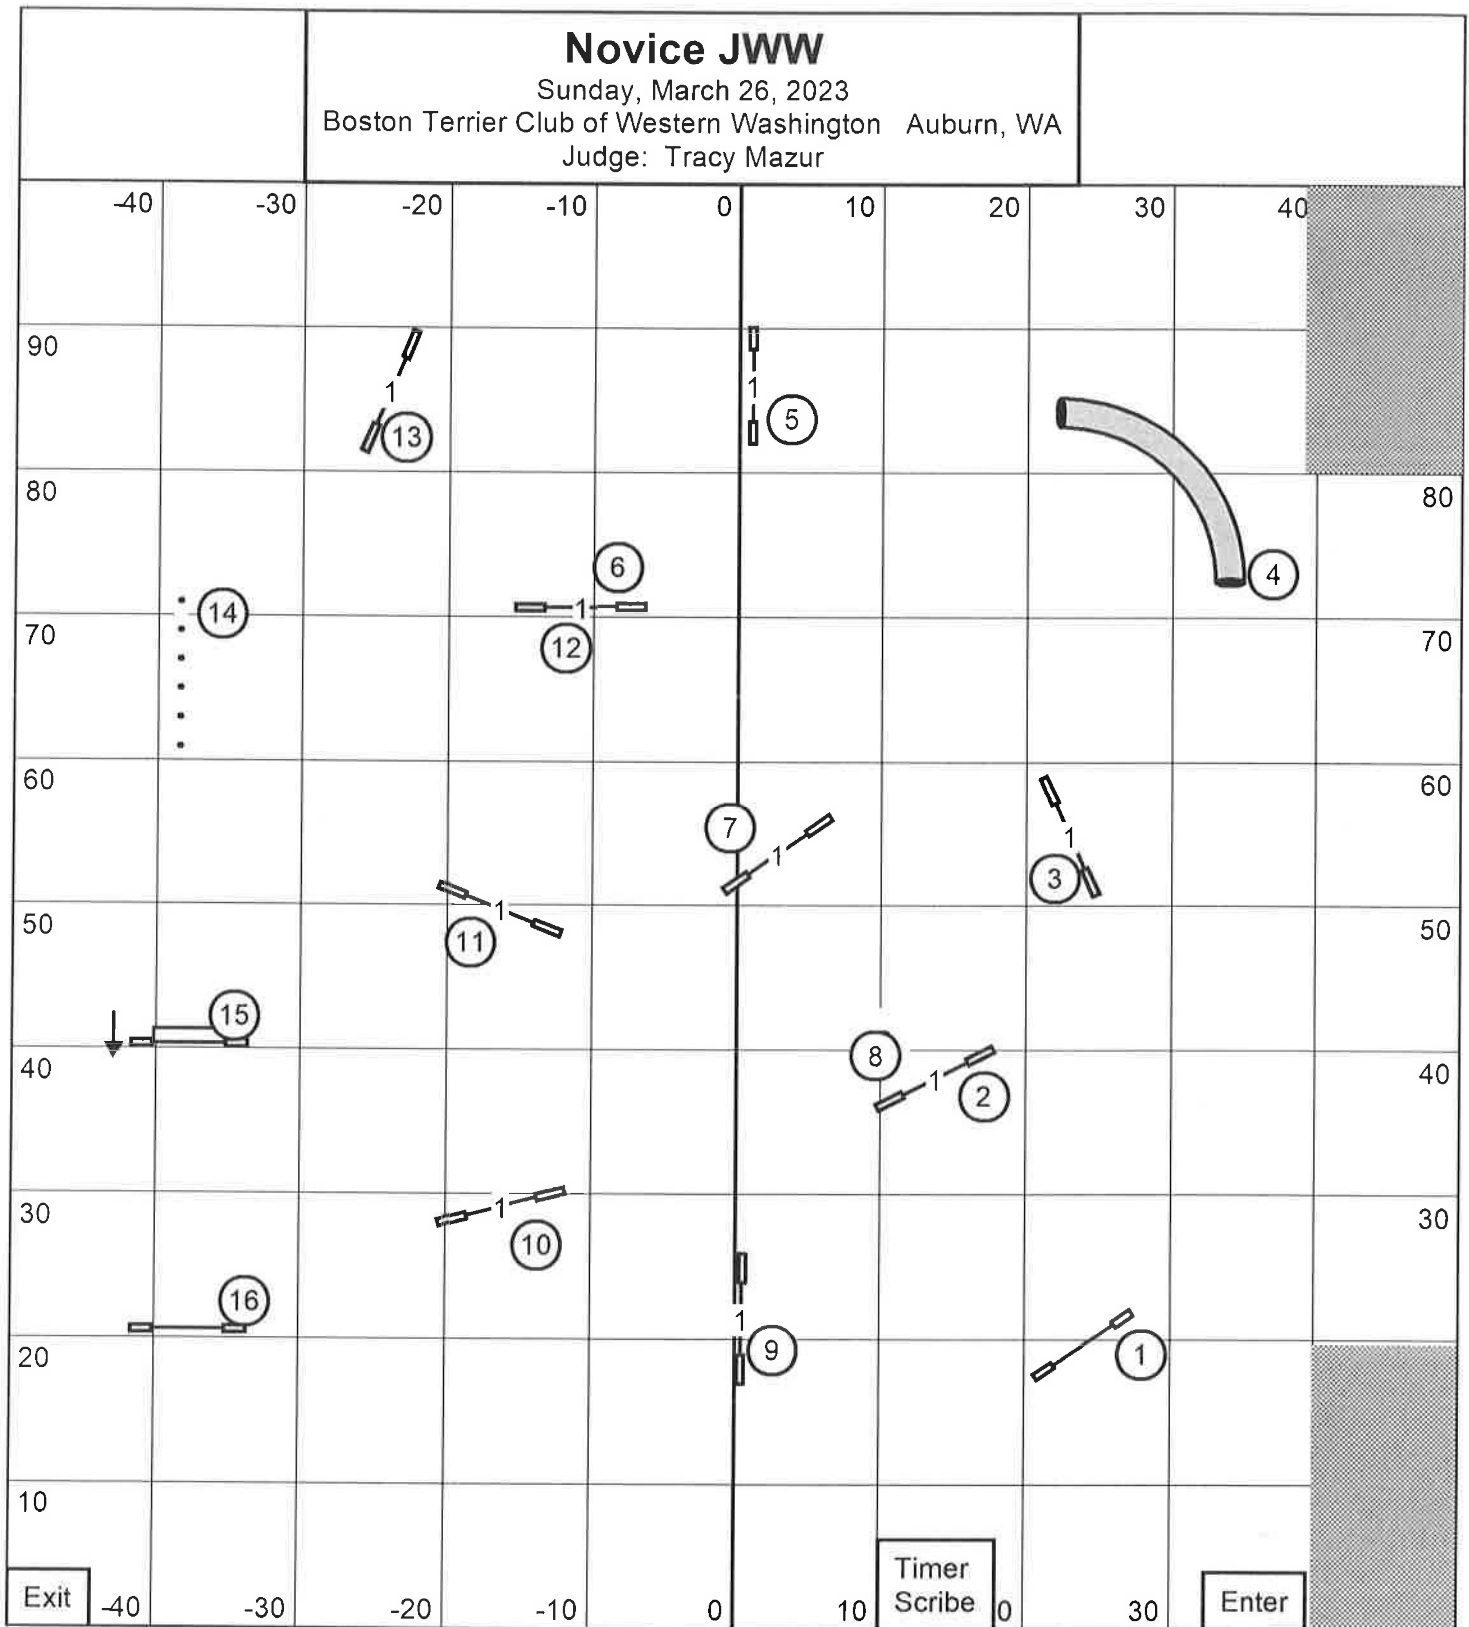 Novice JWW
Sunday, March 26, 2023
Boston Terrier Club of Western Washington Auburn, WA
Judge: Tracy Mazur
-40 -30 -20 -10 0 10 20 30 40
90
1 1
13 5
80 80
6
4
14 1
70 12 70
60 60
7
1 1
3
1
50 11 50
15
8
40 1 2 40
30 1 30
10
16
1
20 9 1
10
Timer
Exit -40 -30 -20 -10 0 10 Scribe 0 30 Enter